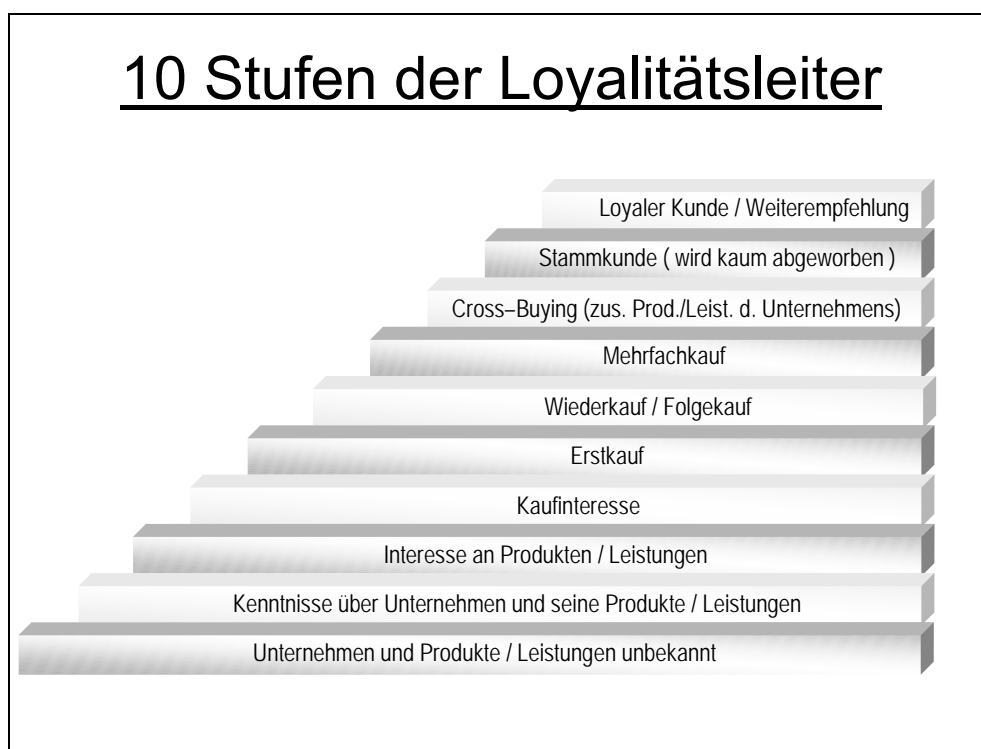 10 Stufen der Loyalitätsleiter
Loyaler Kunde / Weiterempfehlung
Stammkunde ( wird kaum abgeworben )
Cross–Buying (zus. Prod./Leist. d. Unternehmens)
Mehrfachkauf
Wiederkauf / Folgekauf
Erstkauf
Kaufinteresse
Interesse an Produkten / Leistungen
Kenntnisse über Unternehmen und seine Produkte / Leistungen
Unternehmen und Produkte / Leistungen unbekannt